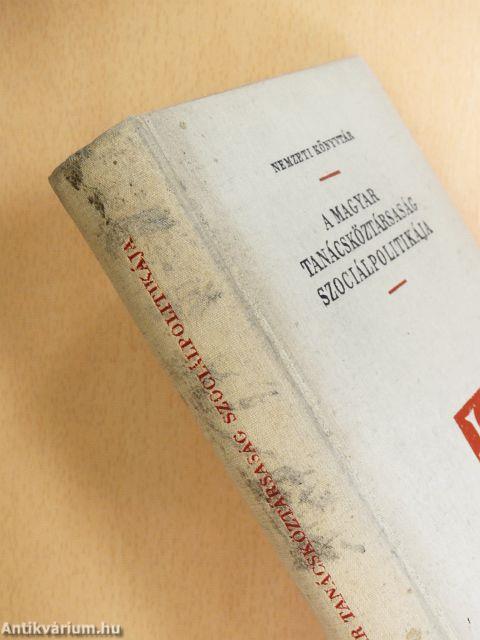 NEMZETI KÖNYVTÁR
A MAGYAR
TANÁCSKÖZTÁRSASÁG
SZOCIÁLPOLITIKÁJA
R TANÁCSKÖZTÁRSASÁG SZOCIÁLPOLITIKÁJA
Antikvárium.hu